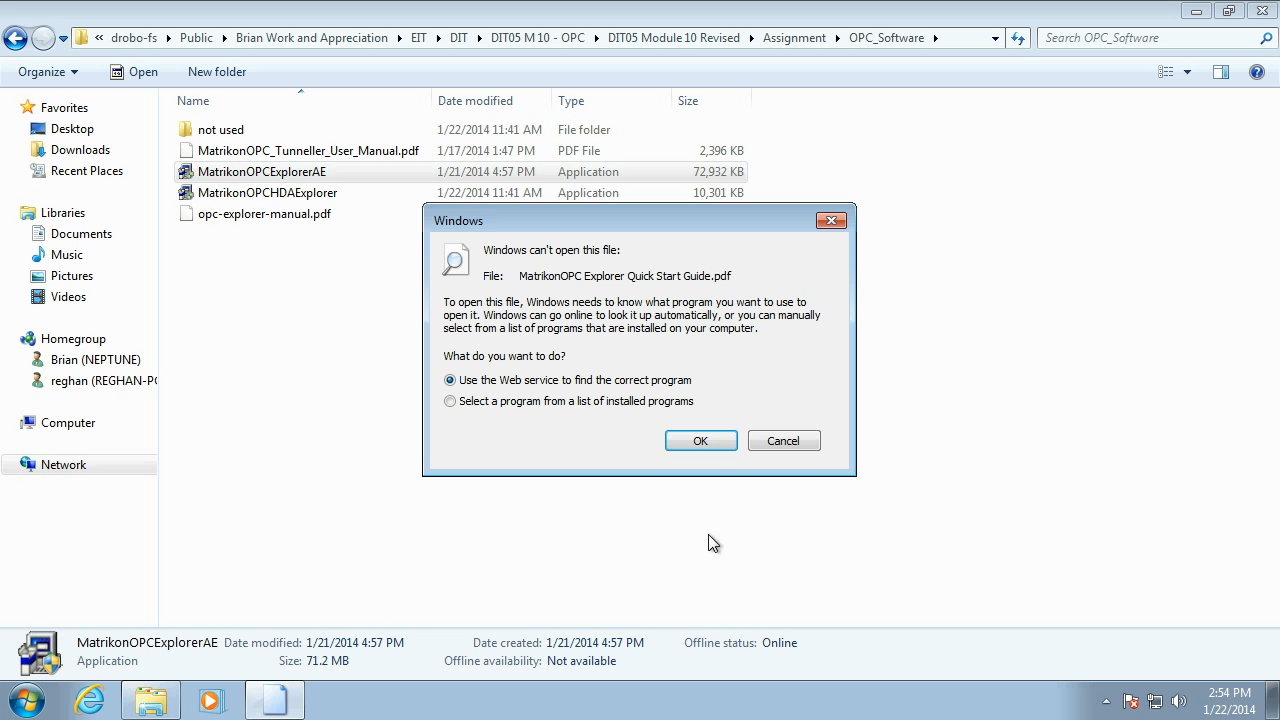 drobo-fs Public Brian Work and Appreciation EIT DIT DIT05 M 10 - OPC DIT05 Module 10 Revised Assignment OPC_Software Search OPC_Software
Organize Open New folder
Name Date modified Type Size
Favorites
Desktop
Downloads
Recent Places
Libraries
Documents
Music
Pictures
Videos
Homegroup
Brian (NEPTUNE)
reghan (REGHAN-PC
Computer
Network
not used 1/22/2014 11:41 AM File folder
MatrikonOPC_Tunneller_User_Manual.pdf 1/17/2014 1:47 PM PDF File 2,396 KB
MatrikonOPCExplorerAE 1/21/2014 4:57 PM Application 72,932 KB
MatrikonOPCHDAExplorer 1/22/2014 11:41 AM Application 10,301 KB
opc-explorer-manual.pdf
Windows
Windows can't open this file:
File: MatrikonOPC Explorer Quick Start Guide.pdf
To open this file, Windows needs to know what program you want to use to
open it. Windows can go online to look it up automatically, or you can manually
select from a list of programs that are installed on your computer.
What do you want to do?
Use the Web service to find the correct program
Select a program from a list of installed programs
OK Cancel
MatrikonOPCExplorerAE Date modified: 1/21/2014 4:57 PM Date created: 1/21/2014 4:57 PM Offline status: Online
Application Size: 71.2 MB Offline availability: Not available
2:54 PM
1/22/2014